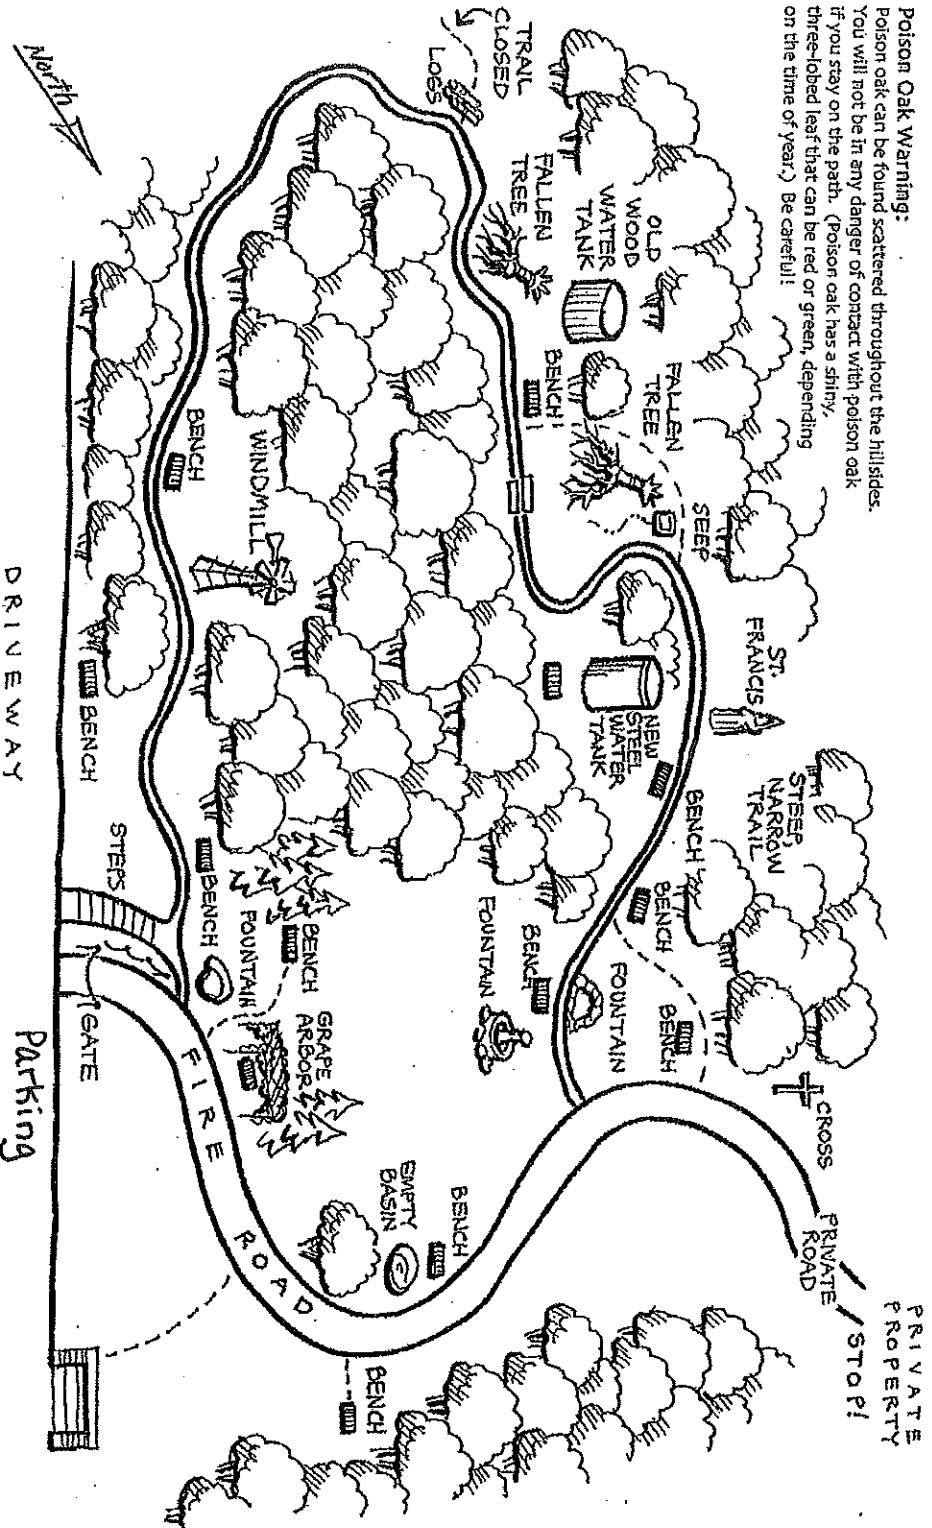 Poison Oak Warning:
Poison oak can be found scattered throughout the hillsides.
You will not be in any danger of contact with poison oak
if you stay on the path. (Poison oak has a shiny,
three-lobed leaf that can be red or green, depending
on the time of year.) Be careful!
TRAIL
CLOSED
LOGS
FALLEN
TREE
OLD
WOOD
WATER
TANK
BENCH
FALLEN
TREE
SEEP
ST.
FRANCIS
NEW
STEEL
WATER
TANK
STEEP,
NARROW
TRAIL
BENCH
BENCH
BENCH
FOUNTAIN
CROSS
PRIVATE
ROAD
PRIVATE
PROPERTY
STOP!
North
BENCH
WINDMILL
BENCH
BENCH
FOUNTAIN
BENCH
GRAPE
ARBOR
BENCH
FOUNTAIN
EMPTY
BASIN
BENCH
BENCH
FIRE ROAD
STEPS
GATE
DRIVEWAY
Parking